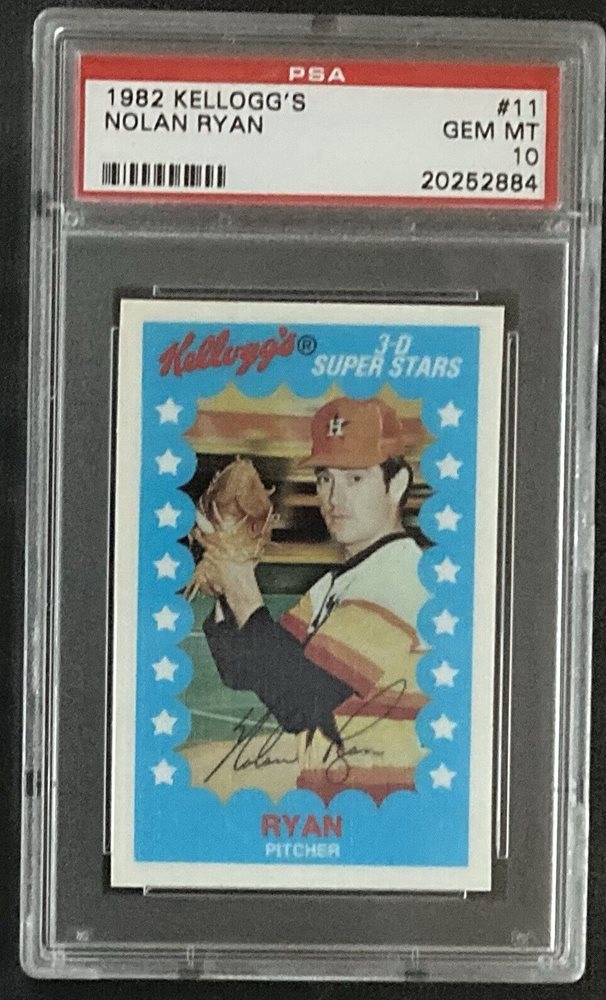 PSA
1982 KELLOGG'S #11
NOLAN RYAN GEM MT
10
20252884
Kellogg's® 3-D
SUPER STARS
H
Nolan Ryan
RYAN
PITCHER